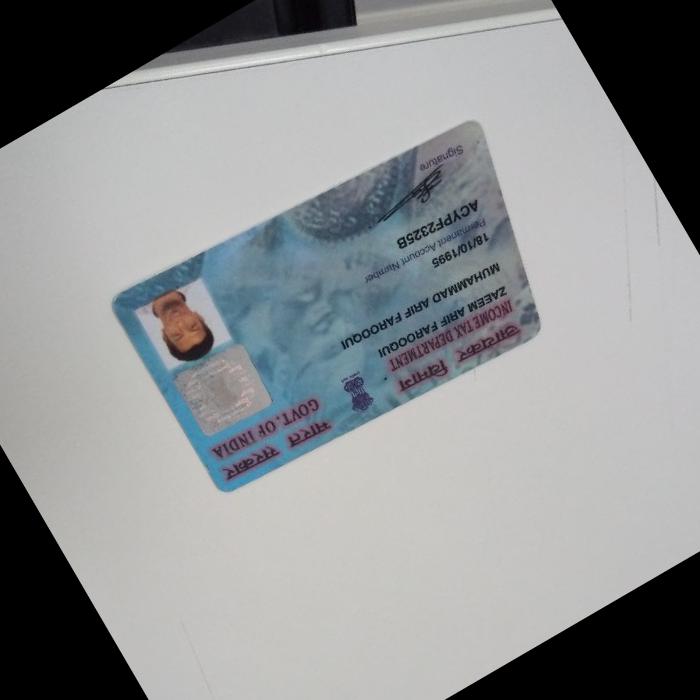 आयकर विभाग
INCOME TAX DEPARTMENT
भारत सरकार
GOVT. OF INDIA
ZAEEM ARIF FAROOQUI
MUHAMMAD ARIF FAROOQUI
18/10/1995
Permanent Account Number
ACYPF2325B
Signature